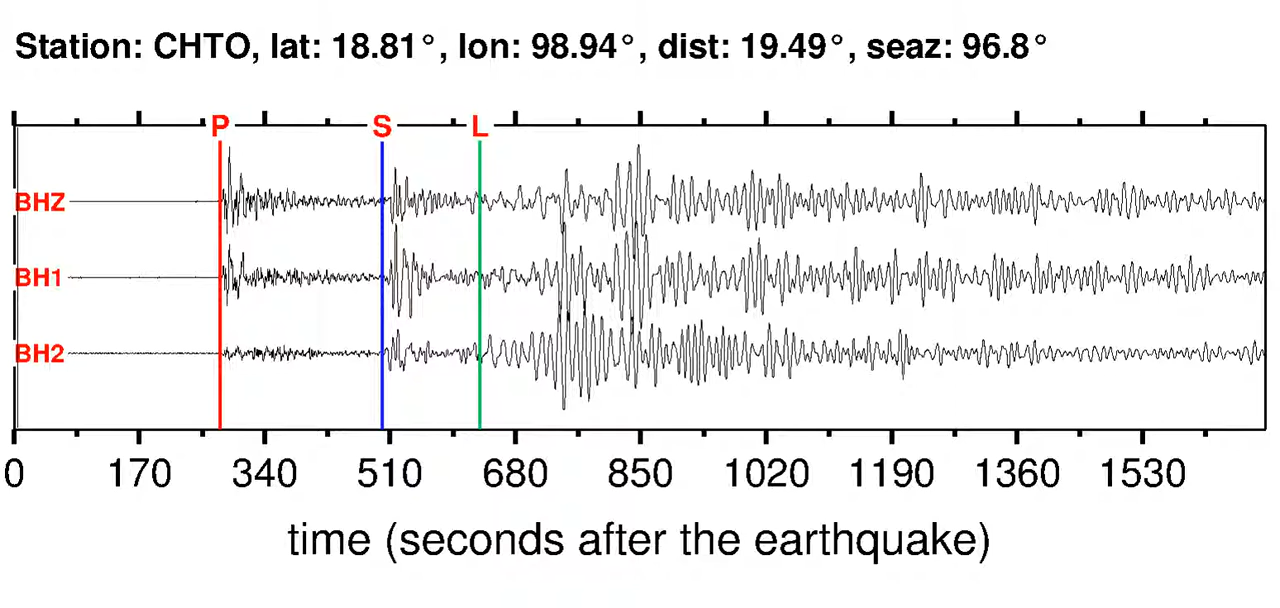 Station: CHTO, lat: 18.81°, lon: 98.94°, dist: 19.49°, seaz: 96.8°
P S L
BHZ
BH1
BH2
0 170 340 510 680 850 1020 1190 1360 1530
time (seconds after the earthquake)